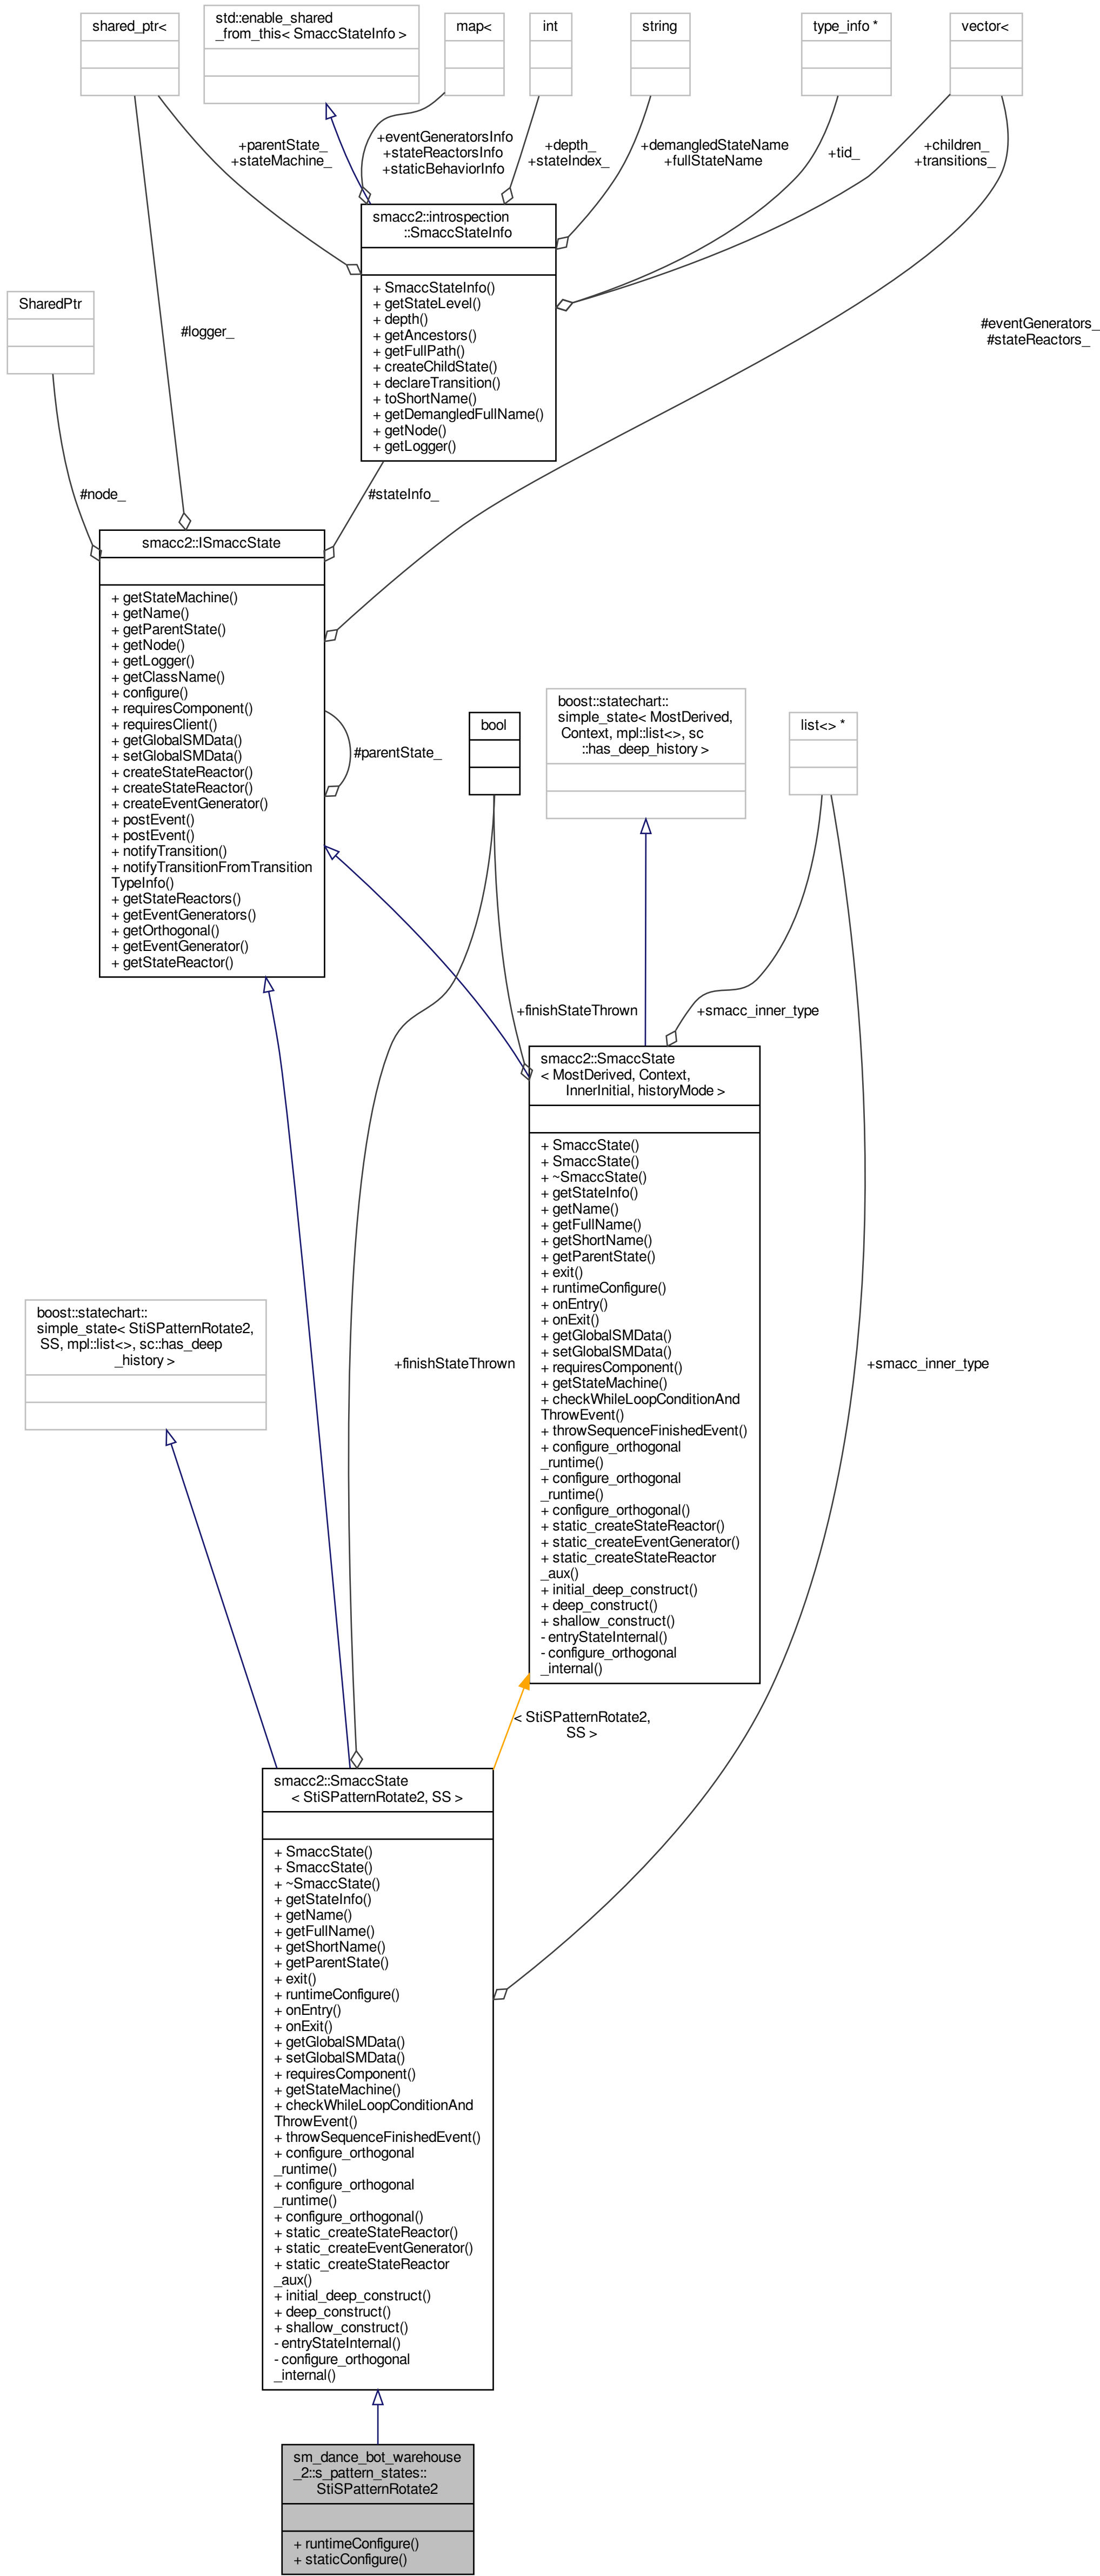 shared_ptr<
std::enable_shared
_from_this< SmaccStateInfo >
map<
int
string
type_info *
vector<
+parentState_
+stateMachine_
+eventGeneratorsInfo
+stateReactorsInfo
+staticBehaviorInfo
+depth_
+stateIndex_
+demangledStateName
+fullStateName
+tid_
+children_
+transitions_
smacc2::introspection
::SmaccStateInfo
+ SmaccStateInfo()
+ getStateLevel()
+ depth()
+ getAncestors()
+ getFullPath()
+ createChildState()
+ declareTransition()
+ toShortName()
+ getDemangledFullName()
+ getNode()
+ getLogger()
SharedPtr
#logger_
#eventGenerators_
#stateReactors_
#node_
#stateInfo_
smacc2::ISmaccState
+ getStateMachine()
+ getName()
+ getParentState()
+ getNode()
+ getLogger()
+ getClassName()
+ configure()
+ requiresComponent()
+ requiresClient()
+ getGlobalSMData()
+ setGlobalSMData()
+ createStateReactor()
+ createStateReactor()
+ createEventGenerator()
+ postEvent()
+ postEvent()
+ notifyTransition()
+ notifyTransitionFromTransition
TypeInfo()
+ getStateReactors()
+ getEventGenerators()
+ getOrthogonal()
+ getEventGenerator()
+ getStateReactor()
#parentState_
bool
boost::statechart::
simple_state< MostDerived,
Context, mpl::list<>, sc
::has_deep_history >
list<> *
+finishStateThrown
+smacc_inner_type
smacc2::SmaccState
< MostDerived, Context,
InnerInitial, historyMode >
+ SmaccState()
+ SmaccState()
+ ~SmaccState()
+ getStateInfo()
+ getName()
+ getFullName()
+ getShortName()
+ getParentState()
+ exit()
+ runtimeConfigure()
+ onEntry()
+ onExit()
+ getGlobalSMData()
+ setGlobalSMData()
+ requiresComponent()
+ getStateMachine()
+ checkWhileLoopConditionAnd
ThrowEvent()
+ throwSequenceFinishedEvent()
+ configure_orthogonal
_runtime()
+ configure_orthogonal
_runtime()
+ configure_orthogonal()
+ static_createStateReactor()
+ static_createEventGenerator()
+ static_createStateReactor
_aux()
+ initial_deep_construct()
+ deep_construct()
+ shallow_construct()
- entryStateInternal()
- configure_orthogonal
_internal()
boost::statechart::
simple_state< StiSPatternRotate2,
SS, mpl::list<>, sc::has_deep
_history >
+finishStateThrown
+smacc_inner_type
< StiSPatternRotate2,
SS >
smacc2::SmaccState
< StiSPatternRotate2, SS >
+ SmaccState()
+ SmaccState()
+ ~SmaccState()
+ getStateInfo()
+ getName()
+ getFullName()
+ getShortName()
+ getParentState()
+ exit()
+ runtimeConfigure()
+ onEntry()
+ onExit()
+ getGlobalSMData()
+ setGlobalSMData()
+ requiresComponent()
+ getStateMachine()
+ checkWhileLoopConditionAnd
ThrowEvent()
+ throwSequenceFinishedEvent()
+ configure_orthogonal
_runtime()
+ configure_orthogonal
_runtime()
+ configure_orthogonal()
+ static_createStateReactor()
+ static_createEventGenerator()
+ static_createStateReactor
_aux()
+ initial_deep_construct()
+ deep_construct()
+ shallow_construct()
- entryStateInternal()
- configure_orthogonal
_internal()
sm_dance_bot_warehouse
_2::s_pattern_states::
StiSPatternRotate2
+ runtimeConfigure()
+ staticConfigure()